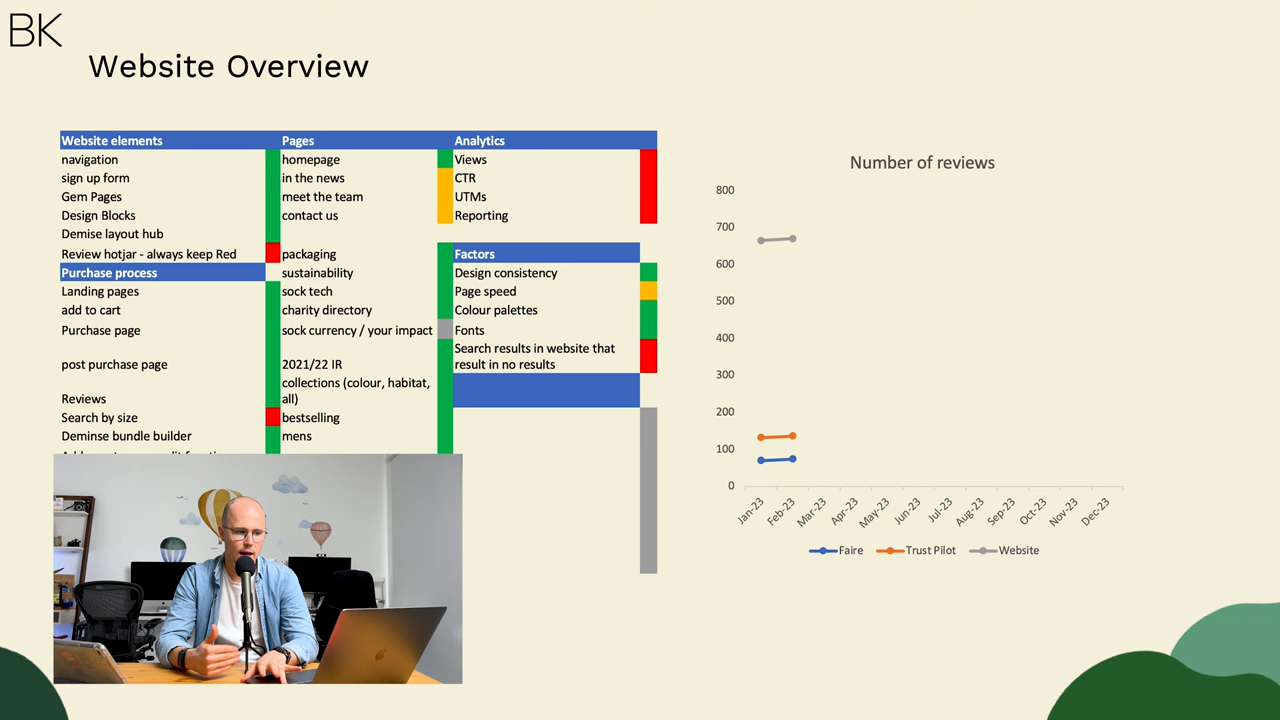 BK
Website Overview
Website elements
navigation
sign up form
Gem Pages
Design Blocks
Demise layout hub
Review hotjar - always keep Red
Purchase process
Landing pages
add to cart
Purchase page
post purchase page
Reviews
Search by size
Deminse bundle builder
Pages
homepage
in the news
meet the team
contact us
packaging
sustainability
sock tech
charity directory
sock currency / your impact
2021/22 IR
collections (colour, habitat,
all)
bestselling
mens
Analytics
Views
CTR
UTMs
Reporting
Factors
Design consistency
Page speed
Colour palettes
Fonts
Search results in website that
result in no results
Number of reviews
800
700
600
500
400
300
200
100
0
Jan-23
Feb-23
Mar-23
Apr-23
May-23
Jun-23
Jul-23
Aug-23
Sep-23
Oct-23
Nov-23
Dec-23
Faire
Trust Pilot
Website